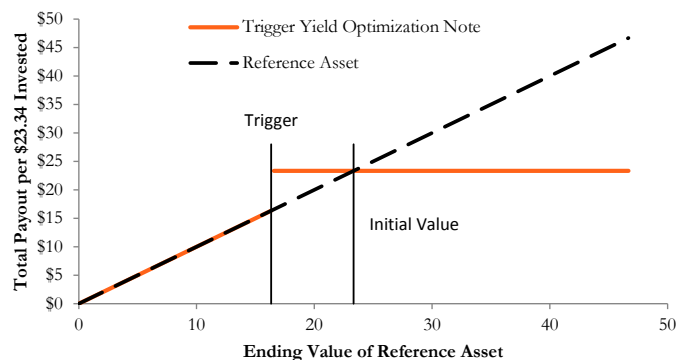 Total Payout per $23.34 Invested
$50
$45
$40
$35
$30
$25
$20
$15
$10
$5
$0
Trigger Yield Optimization Note
Reference Asset
Trigger
Initial Value
0 10 20 30 40 50
Ending Value of Reference Asset